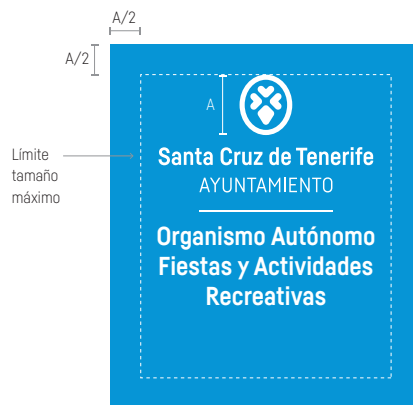 A/2
A/2
A
Límite
tamaño
máximo
Santa Cruz de Tenerife
AYUNTAMIENTO
Organismo Autónomo
Fiestas y Actividades
Recreativas